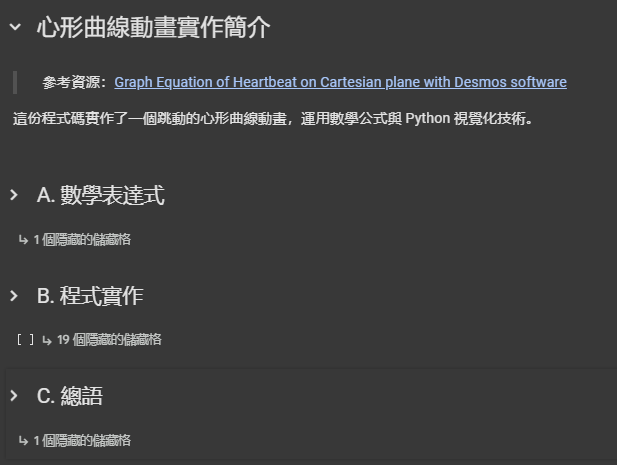 心形曲線動畫實作簡介
參考資源：Graph Equation of Heartbeat on Cartesian plane with Desmos software
這份程式碼實作了一個跳動的心形曲線動畫，運用數學公式與 Python 視覺化技術。
A. 數學表達式
↳ 1 個隱藏的儲藏格
B. 程式實作
[ ] ↳ 19 個隱藏的儲藏格
C. 總語
↳ 1 個隱藏的儲藏格